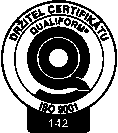 DRŽITEL CERTIFIKÁTU
QUALIFORM®
ISO 9001
142